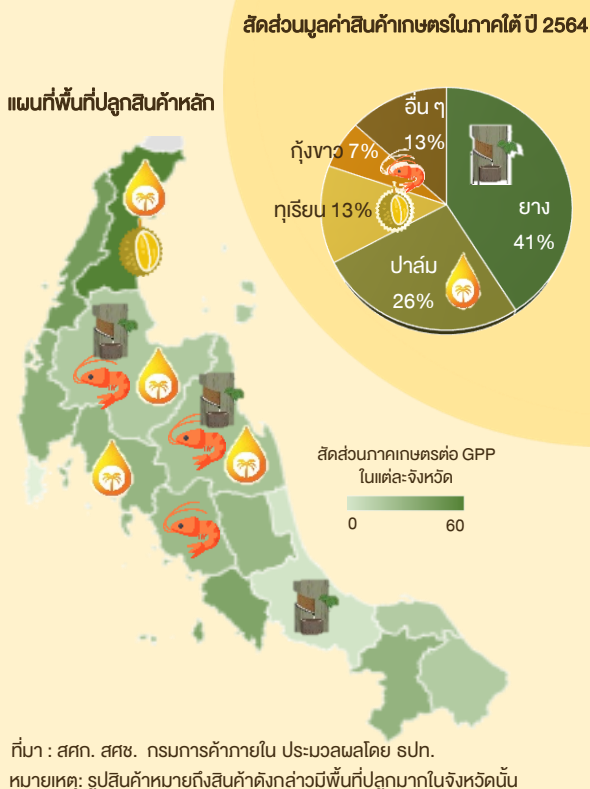 สัดส่วนมูลค่าสินค้าเกษตรในภาคใต้ ปี 2564
แผนที่พื้นที่ปลูกสินค้าหลัก
อื่น ๆ
13%
กุ้งขาว 7%
ทุเรียน 13%
ยาง
41%
ปาล์ม
26%
สัดส่วนภาคเกษตรต่อ GPP
ในแต่ละจังหวัด
0 60
ที่มา : สศก. สศช. กรมการค้าภายใน ประมวลผลโดย ธปท.
หมายเหตุ: รูปสินค้าหมายถึงสินค้าดังกล่าวมีพื้นที่ปลูกมากในจังหวัดนั้น